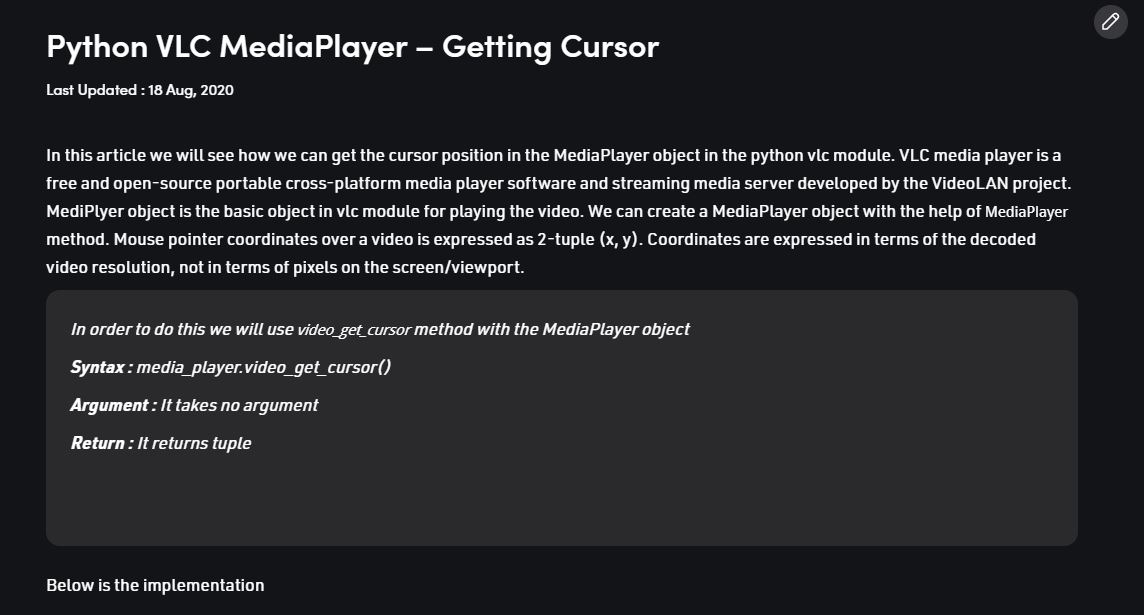 Python VLC MediaPlayer – Getting Cursor
Last Updated : 18 Aug, 2020
In this article we will see how we can get the cursor position in the MediaPlayer object in the python vlc module. VLC media player is a
free and open-source portable cross-platform media player software and streaming media server developed by the VideoLAN project.
MediPlyer object is the basic object in vlc module for playing the video. We can create a MediaPlayer object with the help of MediaPlayer
method. Mouse pointer coordinates over a video is expressed as 2-tuple (x, y). Coordinates are expressed in terms of the decoded
video resolution, not in terms of pixels on the screen/viewport.
In order to do this we will use video_get_cursor method with the MediaPlayer object
Syntax : media_player.video_get_cursor()
Argument : It takes no argument
Return : It returns tuple
Below is the implementation